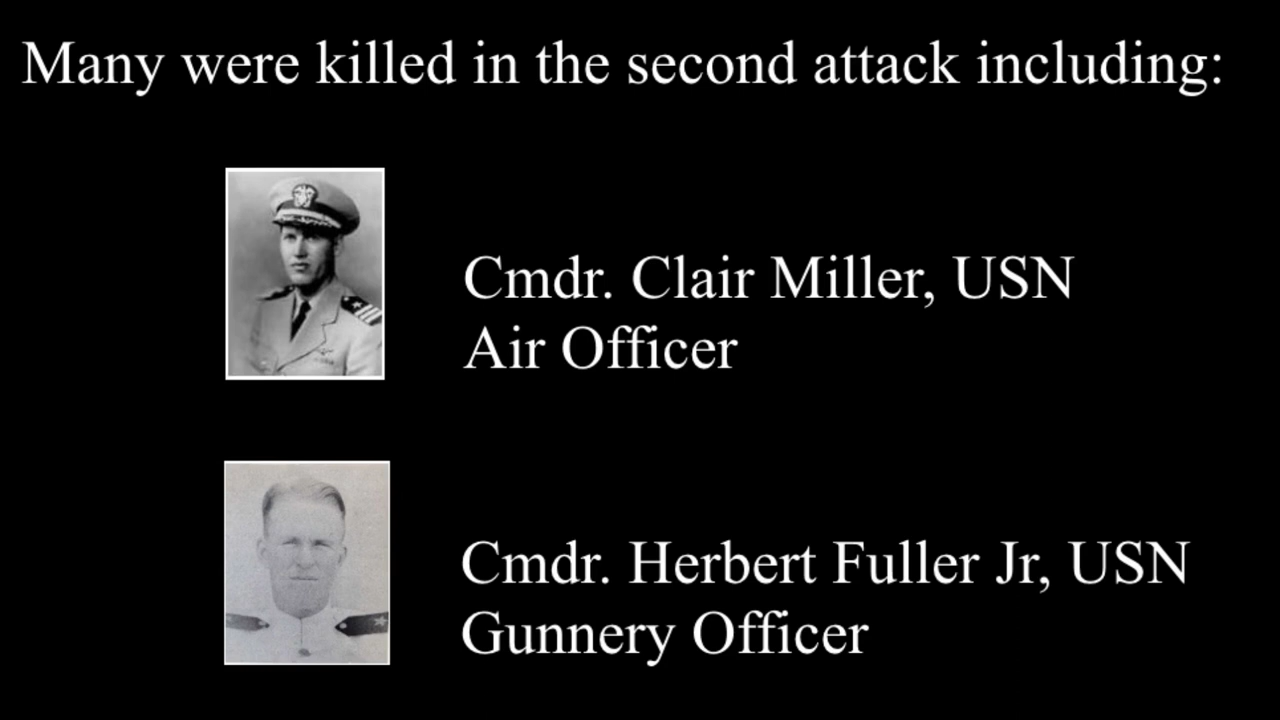 Many were killed in the second attack including:
Cmdr. Clair Miller, USN
Air Officer
Cmdr. Herbert Fuller Jr, USN
Gunnery Officer